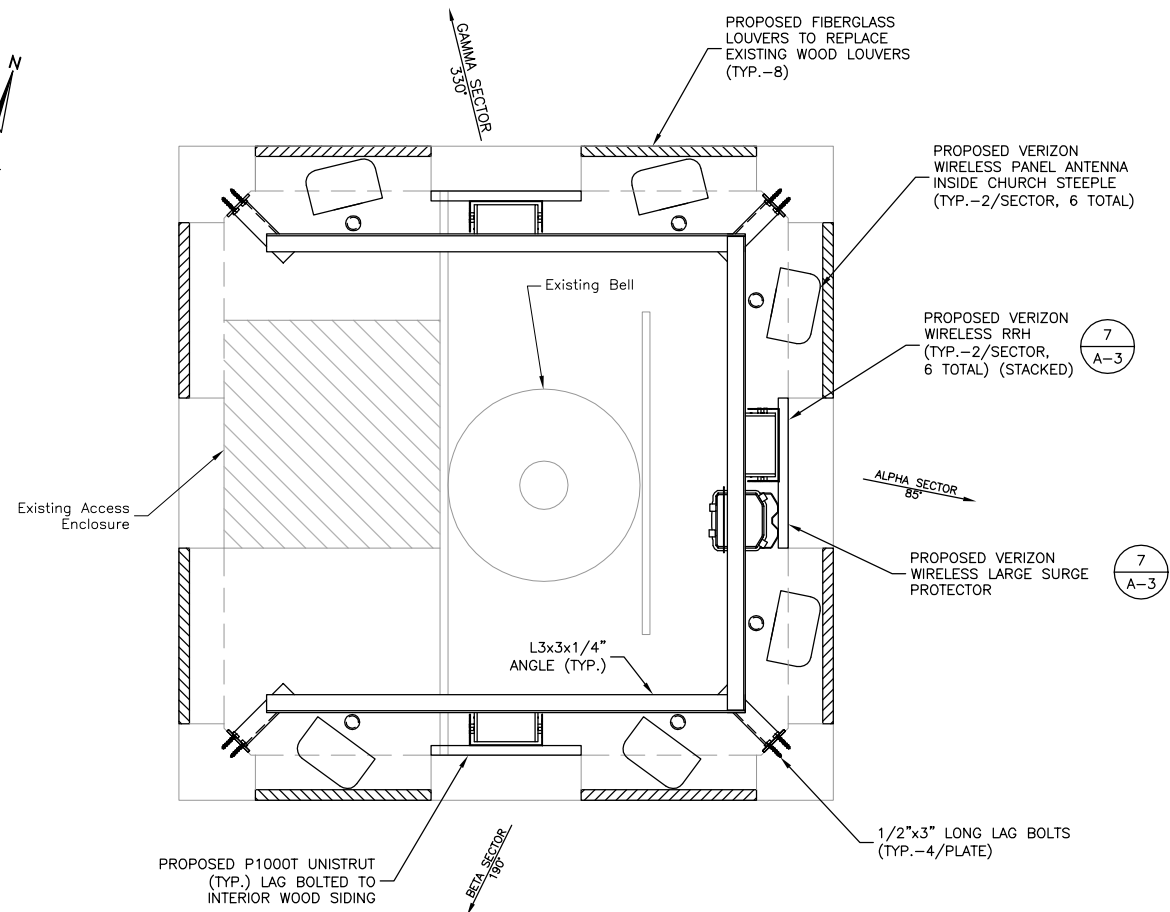 N
GAMMA SECTOR
330°
PROPOSED FIBERGLASS
LOUVERS TO REPLACE
EXISTING WOOD LOUVERS
(TYP.-8)
PROPOSED VERIZON
WIRELESS PANEL ANTENNA
INSIDE CHURCH STEEPLE
(TYP.-2/SECTOR, 6 TOTAL)
Existing Bell
PROPOSED VERIZON
WIRELESS RRH
(TYP.-2/SECTOR,
6 TOTAL) (STACKED)
7
A-3
ALPHA SECTOR
85°
Existing Access
Enclosure
PROPOSED VERIZON
WIRELESS LARGE SURGE
PROTECTOR
7
A-3
L3x3x1/4"
ANGLE (TYP.)
1/2"x3" LONG LAG BOLTS
(TYP.-4/PLATE)
PROPOSED P1000T UNISTRUT
(TYP.) LAG BOLTED TO
INTERIOR WOOD SIDING
BETA SECTOR
190°